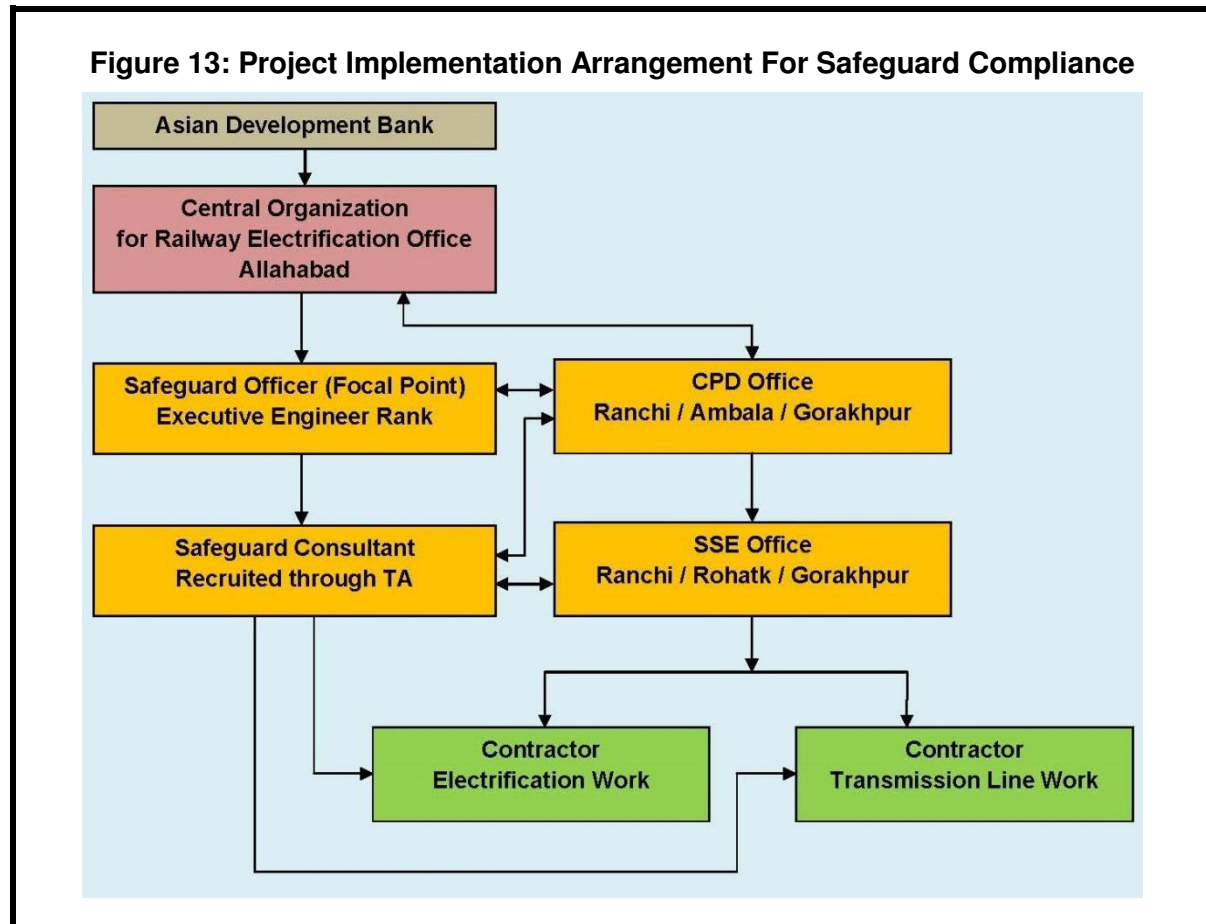 Figure 13: Project Implementation Arrangement For Safeguard Compliance
Asian Development Bank
Central Organization
for Railway Electrification Office
Allahabad
Safeguard Officer (Focal Point)
Executive Engineer Rank
CPD Office
Ranchi / Ambala / Gorakhpur
Safeguard Consultant
Recruited through TA
SSE Office
Ranchi / Rohatk / Gorakhpur
Contractor
Electrification Work
Contractor
Transmission Line Work